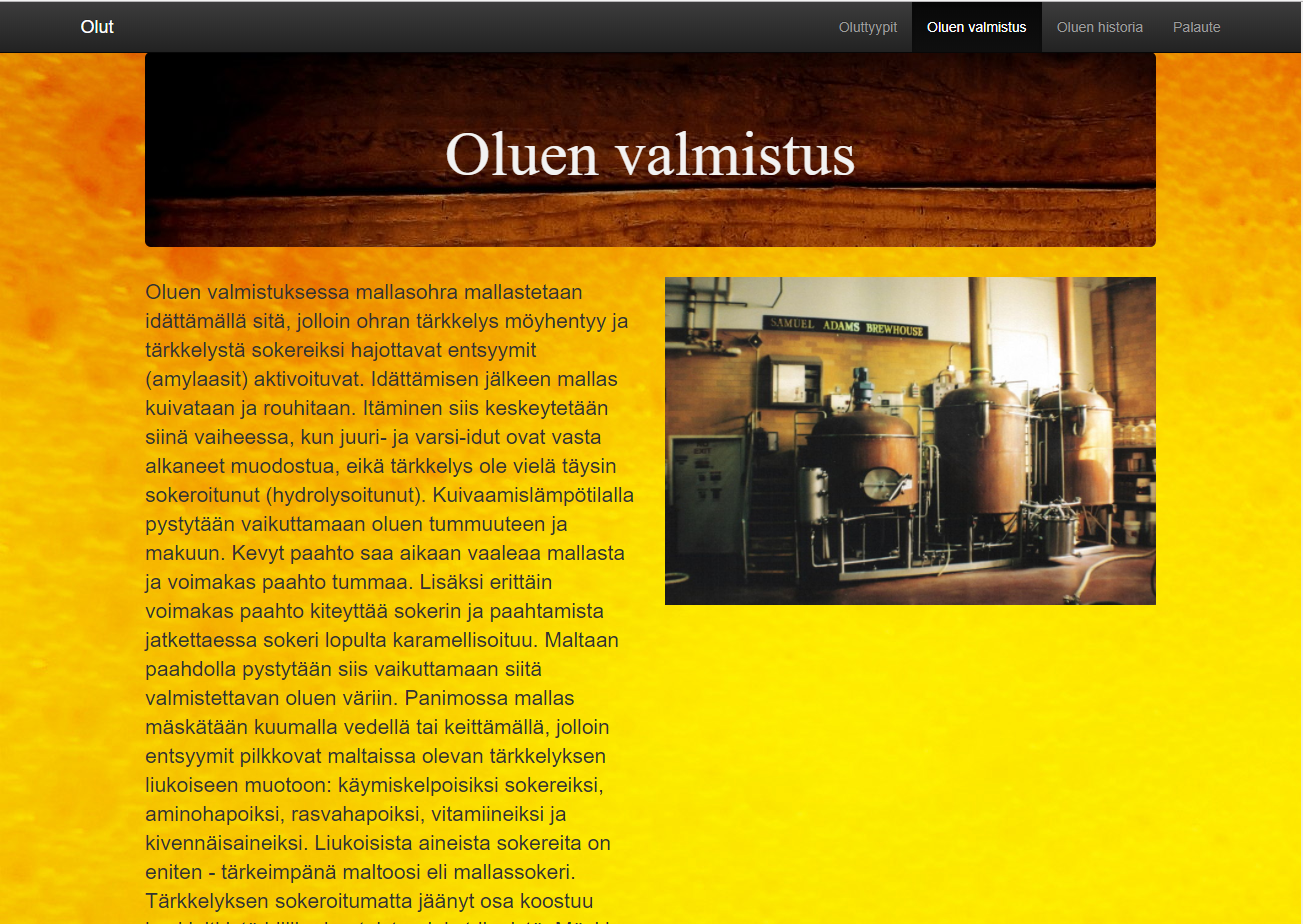 Olut
Oluttyypit
Oluen valmistus
Oluen historia
Palaute
Oluen valmistus
Oluen valmistuksessa mallasohra mallastetaan
idättämällä sitä, jolloin ohran tärkkelys möyhentyy ja
tärkkelystä sokereiksi hajottavat entsyymit
(amylaasit) aktivoituvat. Idättämisen jälkeen mallas
kuivataan ja rouhitaan. Itäminen siis keskeytetään
siinä vaiheessa, kun juuri- ja varsi-idut ovat vasta
alkaneet muodostua, eikä tärkkelys ole vielä täysin
sokeroitunut (hydrolysoitunut). Kuivaamislämpötilalla
pystytään vaikuttamaan oluen tummuuteen ja
makuun. Kevyt paahto saa aikaan vaaleaa mallasta
ja voimakas paahto tummaa. Lisäksi erittäin
voimakas paahto kiteyttää sokerin ja paahtamista
jatkettaessa sokeri lopulta karamellisoituu. Maltaan
paahdolla pystytään siis vaikuttamaan siitä
valmistettavan oluen väriin. Panimossa mallas
mäskätään kuumalla vedellä tai keittämällä, jolloin
entsyymit pilkkovat maltaissa olevan tärkkelyksen
liukoiseen muotoon: käymiskelpoisiksi sokereiksi,
aminohapoiksi, rasvahapoiksi, vitamiineiksi ja
kivennäisaineiksi. Liukoisista aineista sokereita on
eniten - tärkeimpänä maltoosi eli mallassokeri.
Tärkkelyksen sokeroitumatta jäänyt osa koostuu
SAMUEL ADAMS BREWHOUSE
NO
EXIT